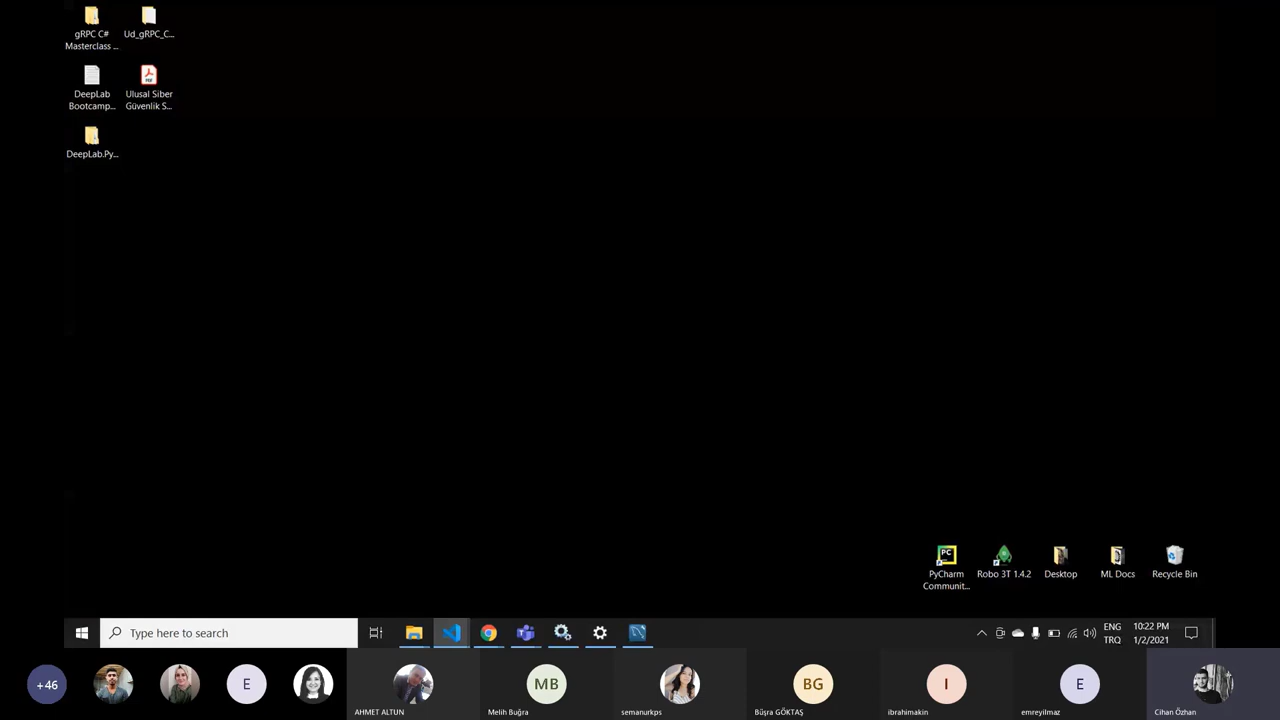 gRPC C#
Masterclass ...
Ud_gRPC_C...
DeepLab
Bootcamp...
Ulusal Siber
Güvenlik S...
DeepLab.Py...
PC
PyCharm
Communit...
Robo 3T 1.4.2
Desktop
ML Docs
Recycle Bin
Type here to search
ENG
TRQ
10:22 PM
1/2/2021
+46
E
AHMET ALTUN
MB
Melih Buğra
semanurkps
BG
Büşra GÖKTAŞ
I
ibrahimakin
E
emreyilmaz
Cihan Özhan